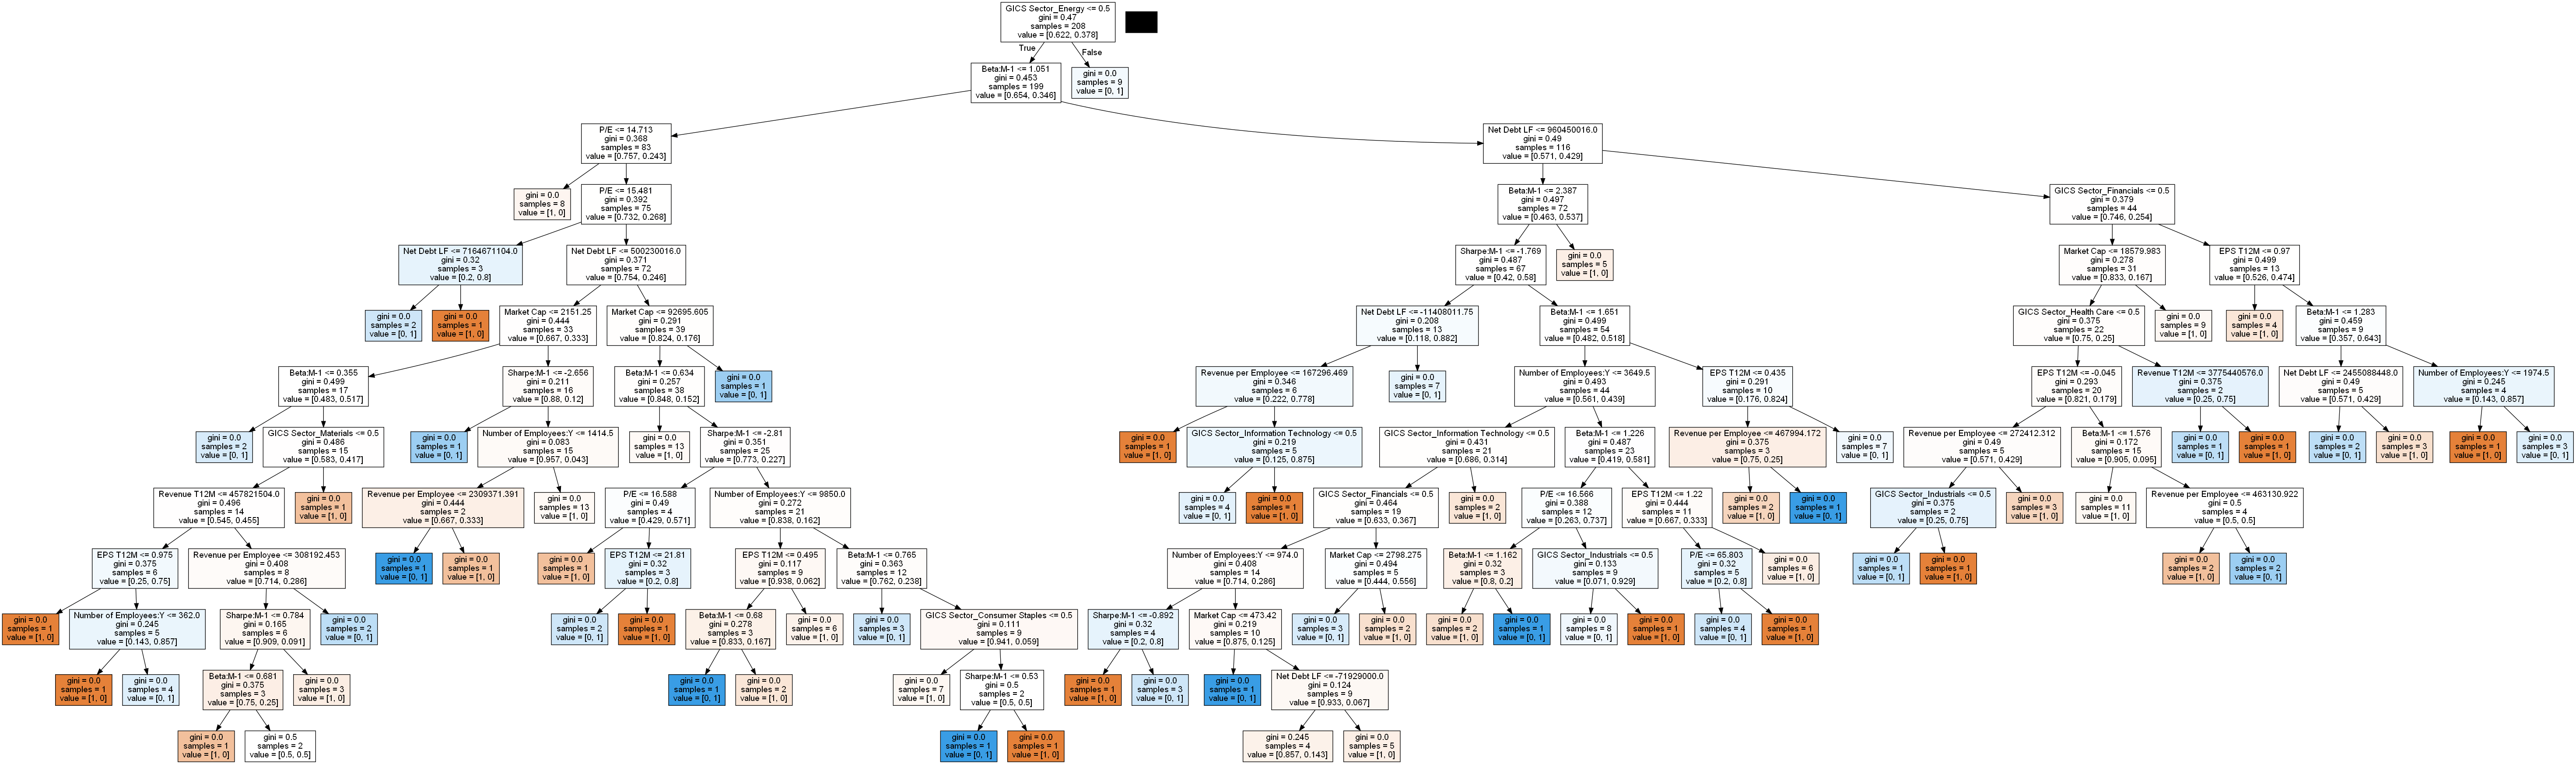 GICS Sector_Energy <= 0.5
gini = 0.47
samples = 208
value = [0.622, 0.378]
True
False
Beta:M-1 <= 1.051
gini = 0.453
samples = 199
value = [0.654, 0.346]
gini = 0.0
samples = 9
value = [0, 1]
P/E <= 14.713
gini = 0.368
samples = 83
value = [0.757, 0.243]
Net Debt LF <= 960450016.0
gini = 0.49
samples = 116
value = [0.571, 0.429]
gini = 0.0
samples = 8
value = [1, 0]
P/E <= 15.481
gini = 0.392
samples = 75
value = [0.732, 0.268]
Beta:M-1 <= 2.387
gini = 0.497
samples = 72
value = [0.463, 0.537]
GICS Sector_Financials <= 0.5
gini = 0.379
samples = 44
value = [0.746, 0.254]
Net Debt LF <= 7164671104.0
gini = 0.32
samples = 3
value = [0.2, 0.8]
Net Debt LF <= 500230016.0
gini = 0.371
samples = 72
value = [0.754, 0.246]
Sharpe:M-1 <= -1.769
gini = 0.487
samples = 67
value = [0.42, 0.58]
gini = 0.0
samples = 5
value = [1, 0]
Market Cap <= 18579.983
gini = 0.278
samples = 31
value = [0.833, 0.167]
EPS T12M <= 0.97
gini = 0.499
samples = 13
value = [0.526, 0.474]
gini = 0.0
samples = 2
value = [0, 1]
gini = 0.0
samples = 1
value = [1, 0]
Market Cap <= 2151.25
gini = 0.444
samples = 33
value = [0.667, 0.333]
Market Cap <= 92695.605
gini = 0.291
samples = 39
value = [0.824, 0.176]
Net Debt LF <= -11408011.75
gini = 0.208
samples = 13
value = [0.118, 0.882]
Beta:M-1 <= 1.651
gini = 0.499
samples = 54
value = [0.482, 0.518]
GICS Sector_Health Care <= 0.5
gini = 0.375
samples = 22
value = [0.75, 0.25]
gini = 0.0
samples = 9
value = [1, 0]
gini = 0.0
samples = 4
value = [1, 0]
Beta:M-1 <= 1.283
gini = 0.459
samples = 9
value = [0.357, 0.643]
Beta:M-1 <= 0.355
gini = 0.499
samples = 17
value = [0.483, 0.517]
Sharpe:M-1 <= -2.656
gini = 0.211
samples = 16
value = [0.88, 0.12]
Beta:M-1 <= 0.634
gini = 0.257
samples = 38
value = [0.848, 0.152]
gini = 0.0
samples = 1
value = [0, 1]
Revenue per Employee <= 167296.469
gini = 0.346
samples = 6
value = [0.222, 0.778]
gini = 0.0
samples = 7
value = [0, 1]
Number of Employees:Y <= 3649.5
gini = 0.493
samples = 44
value = [0.561, 0.439]
EPS T12M <= 0.435
gini = 0.291
samples = 10
value = [0.176, 0.824]
EPS T12M <= -0.045
gini = 0.293
samples = 20
value = [0.821, 0.179]
Revenue T12M <= 3775440576.0
gini = 0.375
samples = 2
value = [0.25, 0.75]
Net Debt LF <= 2455088448.0
gini = 0.49
samples = 5
value = [0.571, 0.429]
Number of Employees:Y <= 1974.5
gini = 0.245
samples = 4
value = [0.143, 0.857]
gini = 0.0
samples = 2
value = [0, 1]
GICS Sector_Materials <= 0.5
gini = 0.486
samples = 15
value = [0.583, 0.417]
gini = 0.0
samples = 1
value = [0, 1]
Number of Employees:Y <= 1414.5
gini = 0.083
samples = 15
value = [0.957, 0.043]
gini = 0.0
samples = 13
value = [1, 0]
Sharpe:M-1 <= -2.81
gini = 0.351
samples = 25
value = [0.773, 0.227]
gini = 0.0
samples = 1
value = [1, 0]
GICS Sector_Information Technology <= 0.5
gini = 0.219
samples = 5
value = [0.125, 0.875]
GICS Sector_Information Technology <= 0.5
gini = 0.431
samples = 21
value = [0.686, 0.314]
Beta:M-1 <= 1.226
gini = 0.487
samples = 23
value = [0.419, 0.581]
Revenue per Employee <= 467994.172
gini = 0.375
samples = 3
value = [0.75, 0.25]
gini = 0.0
samples = 7
value = [0, 1]
Revenue per Employee <= 272412.312
gini = 0.49
samples = 5
value = [0.571, 0.429]
Beta:M-1 <= 1.576
gini = 0.172
samples = 15
value = [0.905, 0.095]
gini = 0.0
samples = 1
value = [0, 1]
gini = 0.0
samples = 1
value = [1, 0]
gini = 0.0
samples = 2
value = [0, 1]
gini = 0.0
samples = 3
value = [1, 0]
gini = 0.0
samples = 1
value = [1, 0]
gini = 0.0
samples = 3
value = [0, 1]
Revenue T12M <= 457821504.0
gini = 0.496
samples = 14
value = [0.545, 0.455]
gini = 0.0
samples = 1
value = [1, 0]
Revenue per Employee <= 2309371.391
gini = 0.444
samples = 2
value = [0.667, 0.333]
gini = 0.0
samples = 13
value = [1, 0]
P/E <= 16.588
gini = 0.49
samples = 4
value = [0.429, 0.571]
Number of Employees:Y <= 9850.0
gini = 0.272
samples = 21
value = [0.838, 0.162]
gini = 0.0
samples = 4
value = [0, 1]
gini = 0.0
samples = 1
value = [1, 0]
GICS Sector_Financials <= 0.5
gini = 0.464
samples = 19
value = [0.633, 0.367]
gini = 0.0
samples = 2
value = [1, 0]
P/E <= 16.566
gini = 0.388
samples = 12
value = [0.263, 0.737]
EPS T12M <= 1.22
gini = 0.444
samples = 11
value = [0.667, 0.333]
gini = 0.0
samples = 2
value = [1, 0]
gini = 0.0
samples = 1
value = [0, 1]
GICS Sector_Industrials <= 0.5
gini = 0.375
samples = 2
value = [0.25, 0.75]
gini = 0.0
samples = 3
value = [1, 0]
gini = 0.0
samples = 11
value = [1, 0]
Revenue per Employee <= 463130.922
gini = 0.5
samples = 4
value = [0.5, 0.5]
EPS T12M <= 0.975
gini = 0.375
samples = 6
value = [0.25, 0.75]
Revenue per Employee <= 308192.453
gini = 0.408
samples = 8
value = [0.714, 0.286]
gini = 0.0
samples = 1
value = [0, 1]
gini = 0.0
samples = 1
value = [1, 0]
gini = 0.0
samples = 1
value = [1, 0]
EPS T12M <= 21.81
gini = 0.32
samples = 3
value = [0.2, 0.8]
EPS T12M <= 0.495
gini = 0.117
samples = 9
value = [0.938, 0.062]
Beta:M-1 <= 0.765
gini = 0.363
samples = 12
value = [0.762, 0.238]
Number of Employees:Y <= 974.0
gini = 0.408
samples = 14
value = [0.714, 0.286]
Market Cap <= 2798.275
gini = 0.494
samples = 5
value = [0.444, 0.556]
Beta:M-1 <= 1.162
gini = 0.32
samples = 3
value = [0.8, 0.2]
GICS Sector_Industrials <= 0.5
gini = 0.133
samples = 9
value = [0.071, 0.929]
P/E <= 65.803
gini = 0.32
samples = 5
value = [0.2, 0.8]
gini = 0.0
samples = 6
value = [1, 0]
gini = 0.0
samples = 1
value = [0, 1]
gini = 0.0
samples = 1
value = [1, 0]
gini = 0.0
samples = 2
value = [1, 0]
gini = 0.0
samples = 2
value = [0, 1]
gini = 0.0
samples = 1
value = [1, 0]
Number of Employees:Y <= 362.0
gini = 0.245
samples = 5
value = [0.143, 0.857]
Sharpe:M-1 <= 0.784
gini = 0.165
samples = 6
value = [0.909, 0.091]
gini = 0.0
samples = 2
value = [0, 1]
gini = 0.0
samples = 2
value = [0, 1]
gini = 0.0
samples = 1
value = [1, 0]
Beta:M-1 <= 0.68
gini = 0.278
samples = 3
value = [0.833, 0.167]
gini = 0.0
samples = 6
value = [1, 0]
gini = 0.0
samples = 3
value = [0, 1]
GICS Sector_Consumer Staples <= 0.5
gini = 0.111
samples = 9
value = [0.941, 0.059]
Sharpe:M-1 <= -0.892
gini = 0.32
samples = 4
value = [0.2, 0.8]
Market Cap <= 473.42
gini = 0.219
samples = 10
value = [0.875, 0.125]
gini = 0.0
samples = 3
value = [0, 1]
gini = 0.0
samples = 2
value = [1, 0]
gini = 0.0
samples = 2
value = [1, 0]
gini = 0.0
samples = 1
value = [0, 1]
gini = 0.0
samples = 8
value = [0, 1]
gini = 0.0
samples = 1
value = [1, 0]
gini = 0.0
samples = 4
value = [0, 1]
gini = 0.0
samples = 1
value = [1, 0]
gini = 0.0
samples = 1
value = [1, 0]
gini = 0.0
samples = 4
value = [0, 1]
Beta:M-1 <= 0.681
gini = 0.375
samples = 3
value = [0.75, 0.25]
gini = 0.0
samples = 3
value = [1, 0]
gini = 0.0
samples = 1
value = [0, 1]
gini = 0.0
samples = 2
value = [1, 0]
gini = 0.0
samples = 7
value = [1, 0]
Sharpe:M-1 <= 0.53
gini = 0.5
samples = 2
value = [0.5, 0.5]
gini = 0.0
samples = 1
value = [1, 0]
gini = 0.0
samples = 3
value = [0, 1]
gini = 0.0
samples = 1
value = [0, 1]
Net Debt LF <= -71929000.0
gini = 0.124
samples = 9
value = [0.933, 0.067]
gini = 0.0
samples = 1
value = [1, 0]
gini = 0.5
samples = 2
value = [0.5, 0.5]
gini = 0.0
samples = 1
value = [0, 1]
gini = 0.0
samples = 1
value = [1, 0]
gini = 0.245
samples = 4
value = [0.857, 0.143]
gini = 0.0
samples = 5
value = [1, 0]